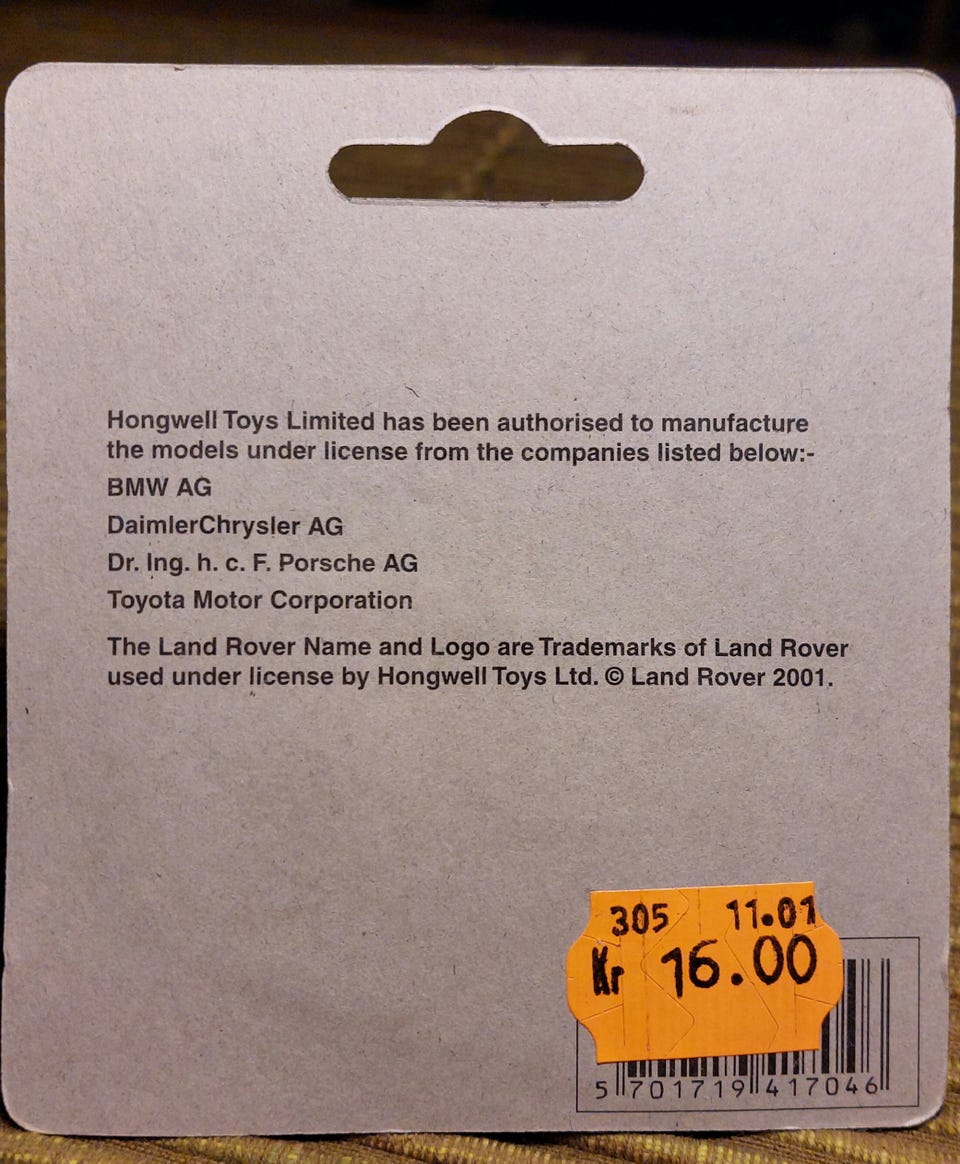 Hongwell Toys Limited has been authorised to manufacture
the models under license from the companies listed below:-
BMW AG
DaimlerChrysler AG
Dr. Ing. h. c. F. Porsche AG
Toyota Motor Corporation
The Land Rover Name and Logo are Trademarks of Land Rover
used under license by Hongwell Toys Ltd. © Land Rover 2001.
305 11.01
Kr 16.00
5 701719 417046